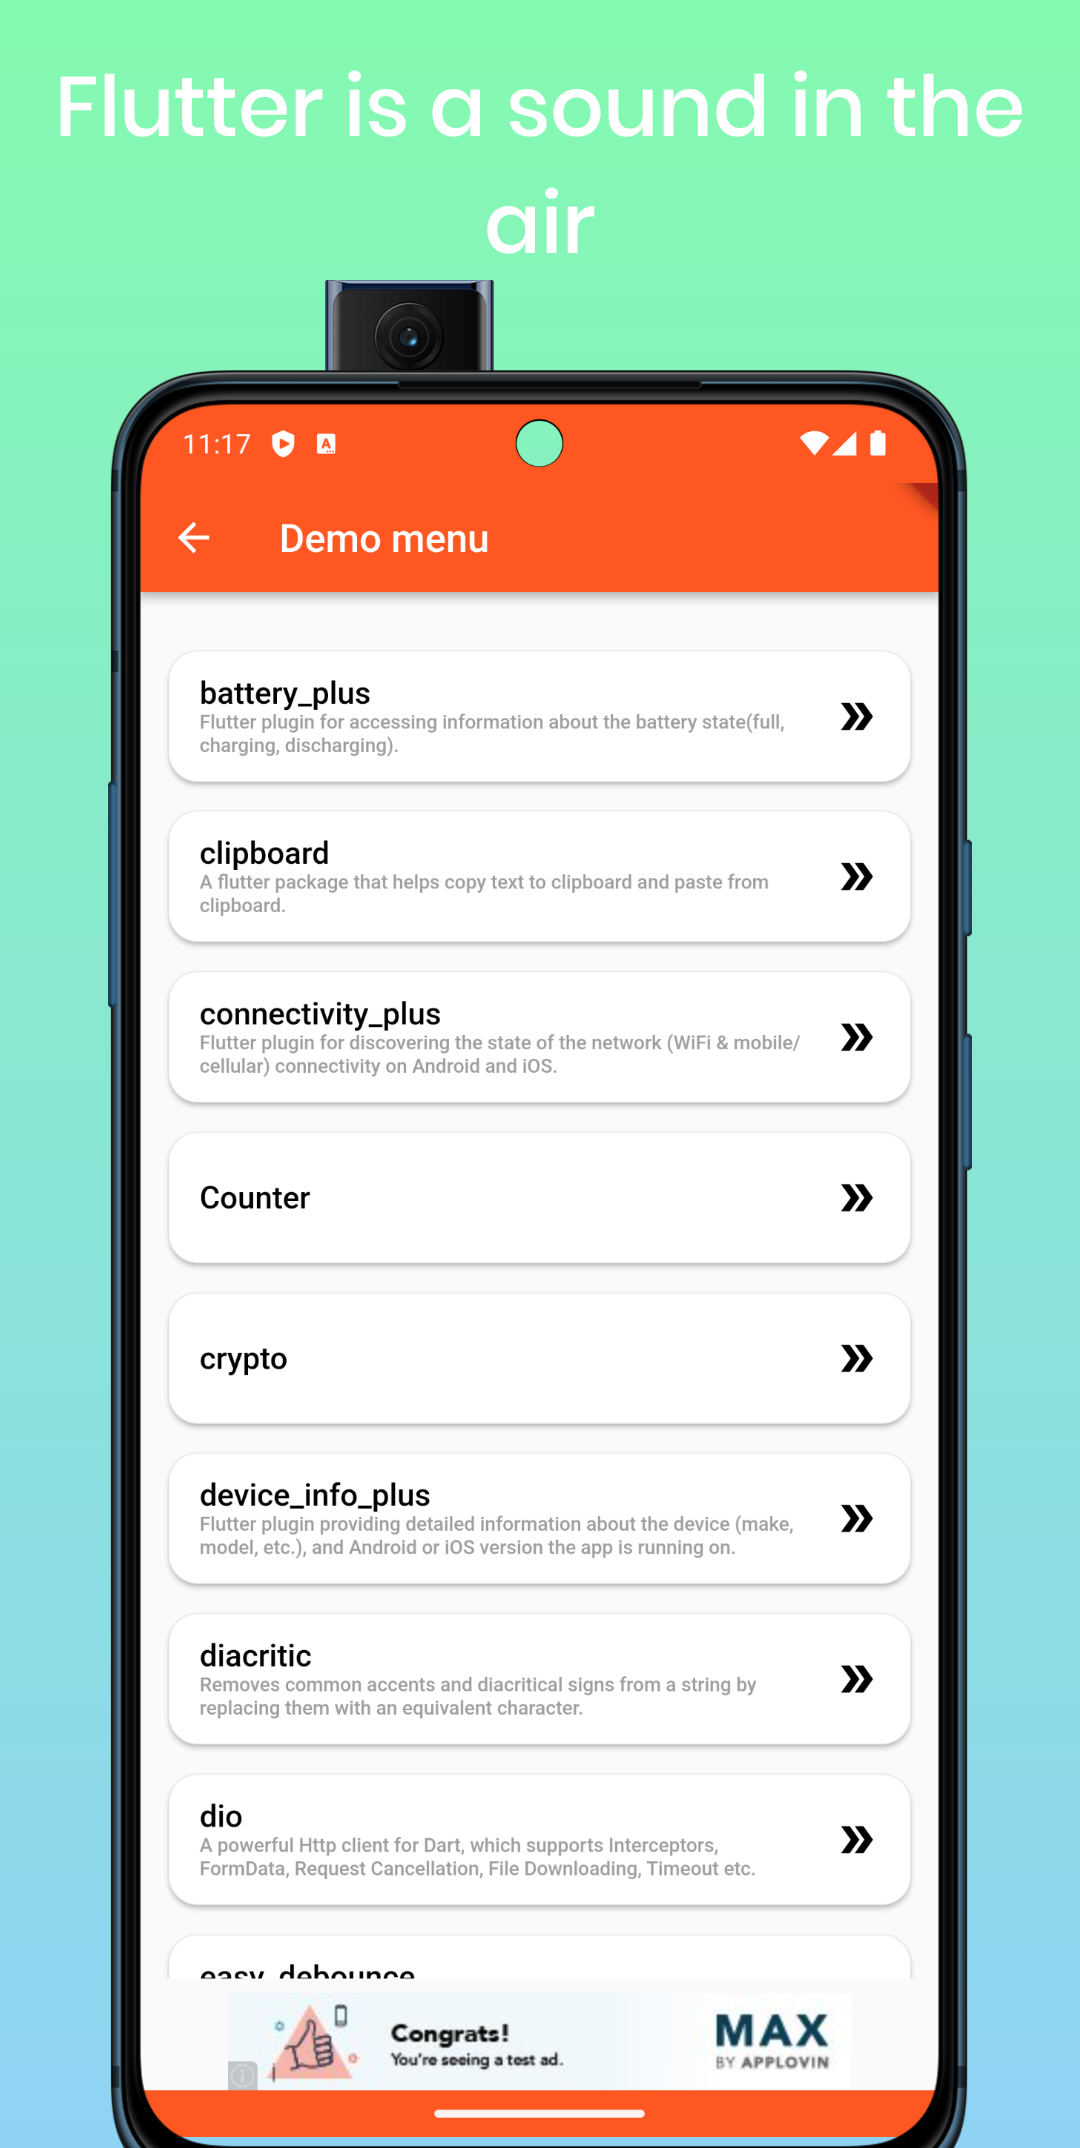 Flutter is a sound in the
air
11:17
A
Demo menu
battery_plus
Flutter plugin for accessing information about the battery state(full,
charging, discharging).
clipboard
A flutter package that helps copy text to clipboard and paste from
clipboard.
connectivity_plus
Flutter plugin for discovering the state of the network (WiFi & mobile/
cellular) connectivity on Android and iOS.
Counter
crypto
device_info_plus
Flutter plugin providing detailed information about the device (make,
model, etc.), and Android or iOS version the app is running on.
diacritic
Removes common accents and diacritical signs from a string by
replacing them with an equivalent character.
dio
A powerful Http client for Dart, which supports Interceptors,
FormData, Request Cancellation, File Downloading, Timeout etc.
easy_debounce
Congrats!
You're seeing a test ad.
MAX
BY APPLOVIN